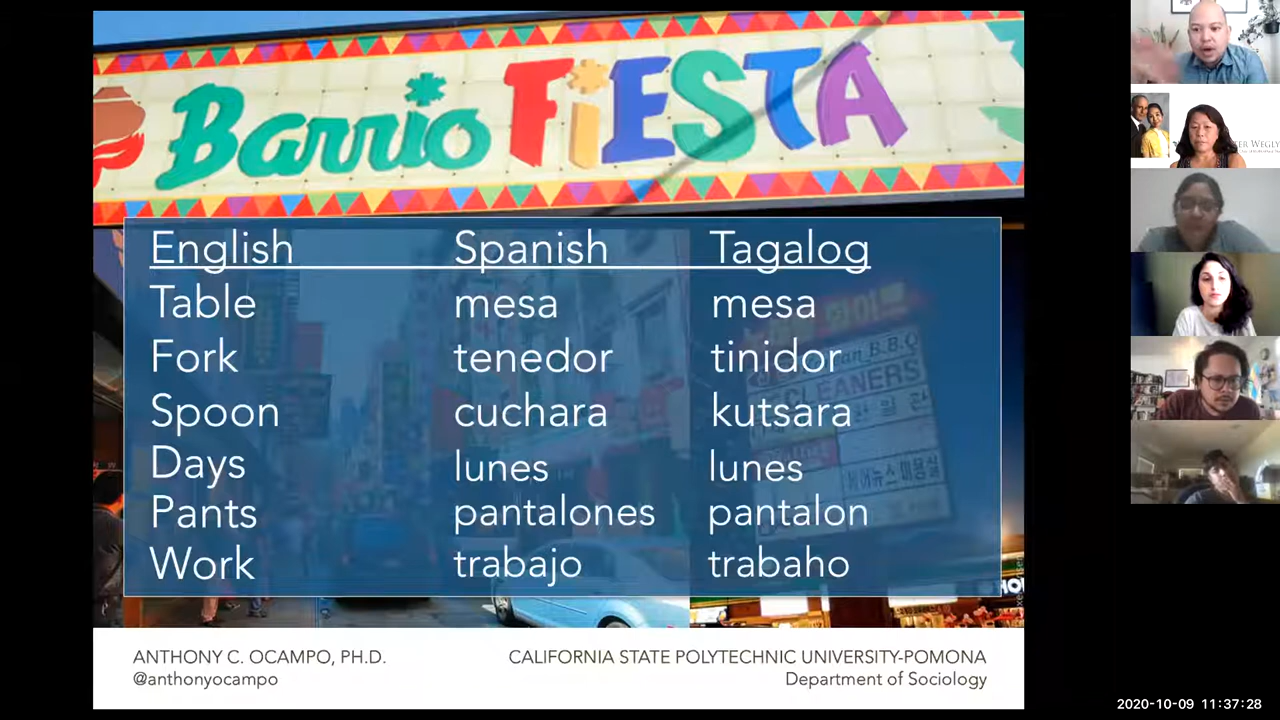 Barrio FiESTA
English Spanish Tagalog
Table mesa mesa
Fork tenedor tinidor
Spoon cuchara kutsara
Days lunes lunes
Pants pantalones pantalon
Work trabajo trabaho
B.B.Q
CLEANERS
ANTHONY C. OCAMPO, PH.D.
@anthonyocampo
CALIFORNIA STATE POLYTECHNIC UNIVERSITY-POMONA
Department of Sociology
2020-10-09 11:37:28